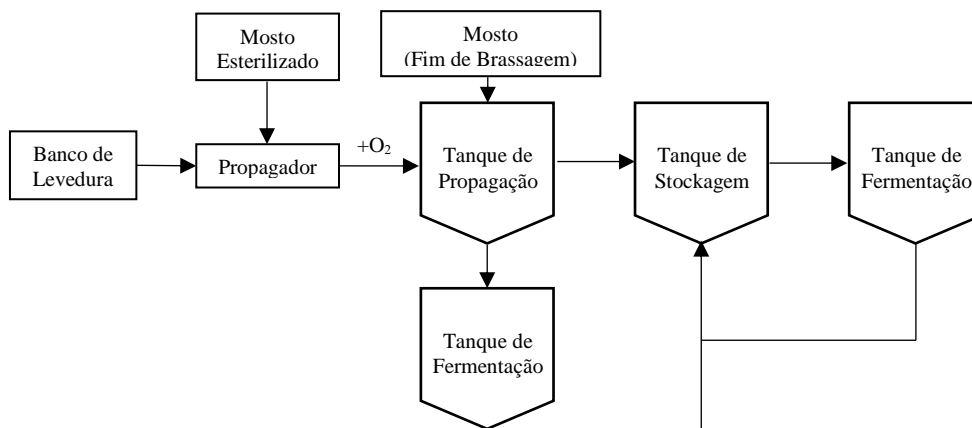 Mosto
Esterilizado
Mosto
(Fim de Brassagem)
Banco de
Levedura
Propagador
+O₂
Tanque de
Propagação
Tanque de
Stockagem
Tanque de
Fermentação
Tanque de
Fermentação